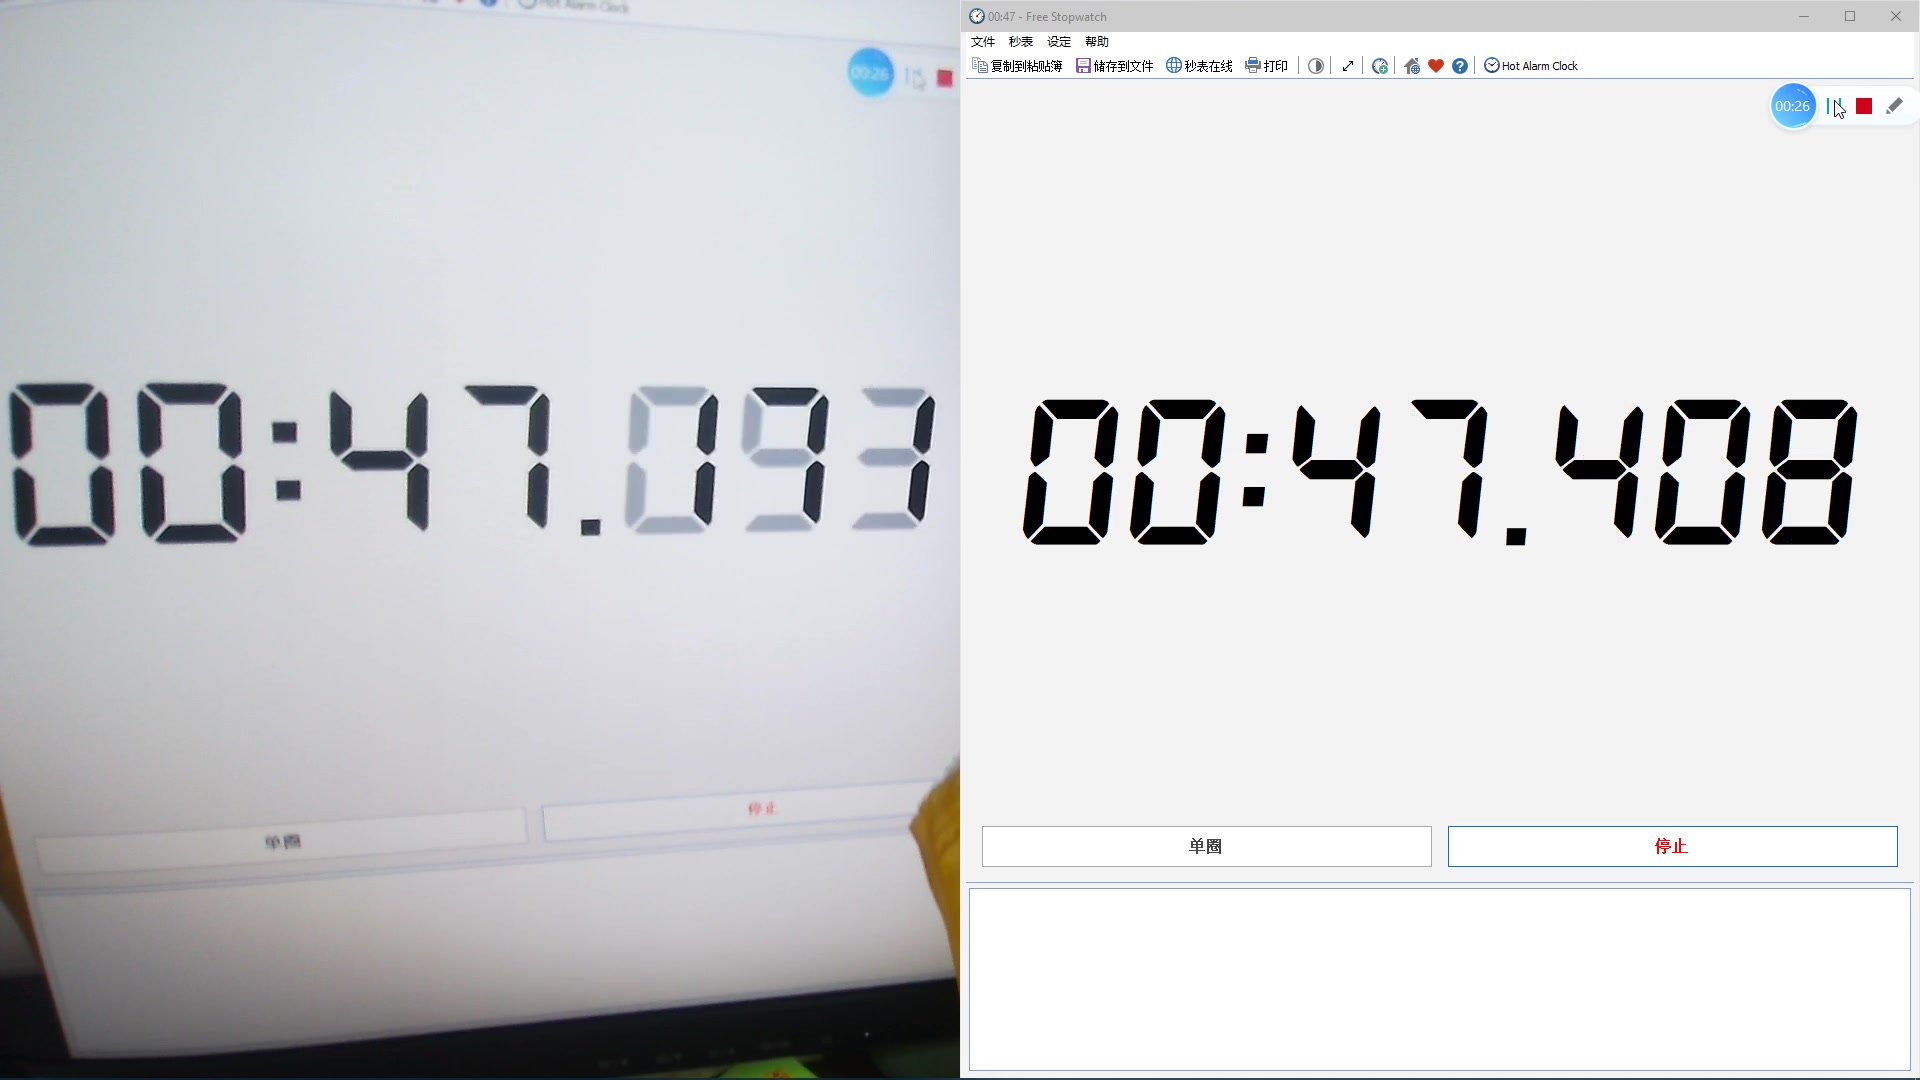 Hot Alarm Clock
00:26
00:47
单圈
停止
00:47 - Free Stopwatch
文件 秒表 设定 帮助
复制到粘贴簿 储存到文件 秒表在线 打印 Hot Alarm Clock
00:26
00:47.408
单圈
停止